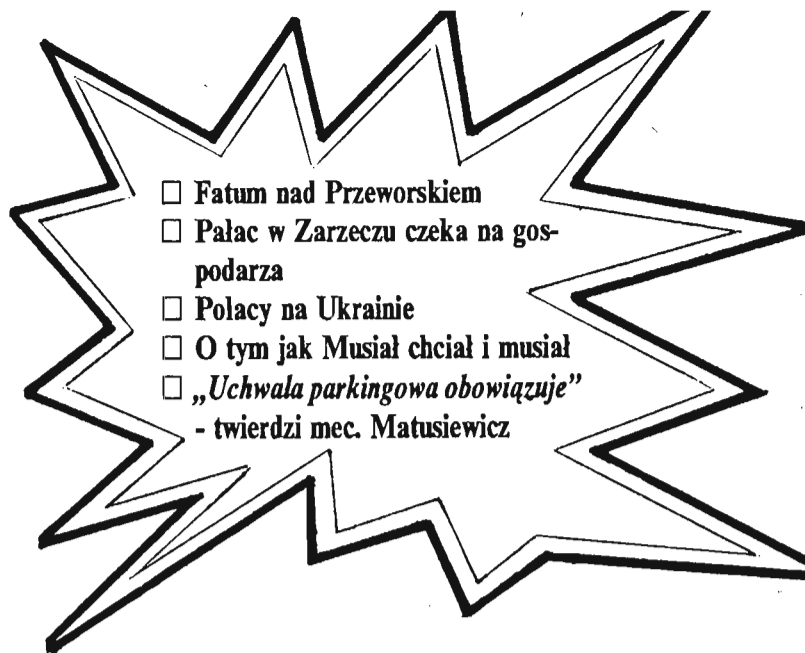 □ Fatum nad Przeworskiem
□ Pałac w Zarzeczu czeka na gos-
podarza
□ Polacy na Ukrainie
□ O tym jak Musiał chciał i musiał
□ „Uchwała parkingowa obowiązuje”
- twierdzi mec. Matusiewicz